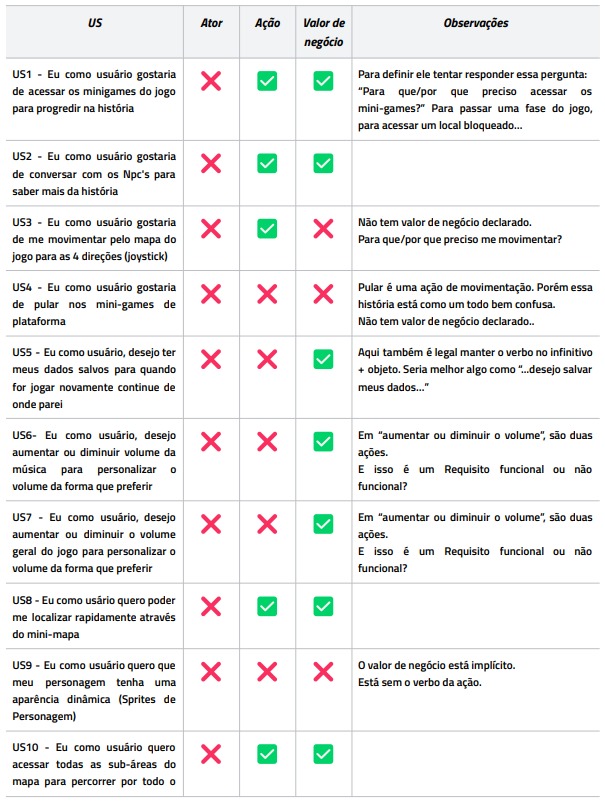 US Ator Ação Valor de
negócio Observações
US1 - Eu como usuário gostaria
de acessar os minigames do jogo
para progredir na história
Para definir ele tentar responder essa pergunta:
“Para que/por que preciso acessar os
mini-games?” Para passar uma fase do jogo,
para acessar um local bloqueado...
US2 - Eu como usuário gostaria
de conversar com os Npc's para
saber mais da história
US3 - Eu como usuário gostaria
de me movimentar pelo mapa do
jogo para as 4 direções (joystick)
Não tem valor de negócio declarado.
Para que/por que preciso me movimentar?
US4 - Eu como usuário gostaria
de pular nos mini-games de
plataforma
Pular é uma ação de movimentação. Porém essa
história está como um todo bem confusa.
Não tem valor de negócio declarado..
US5 - Eu como usuário, desejo ter
meus dados salvos para quando
for jogar novamente continue de
onde parei
Aqui também é legal manter o verbo no infinitivo
+ objeto. Seria melhor algo como “...desejo salvar
meus dados...”
US6- Eu como usuário, desejo
aumentar ou diminuir volume da
música para personalizar o
volume da forma que preferir
Em “aumentar ou diminuir o volume”, são duas
ações.
E isso é um Requisito funcional ou não
funcional?
US7 - Eu como usuário, desejo
aumentar ou diminuir o volume
geral do jogo para personalizar o
volume da forma que preferir
Em “aumentar ou diminuir o volume”, são duas
ações.
E isso é um Requisito funcional ou não
funcional?
US8 - Eu como usário quero poder
me localizar rapidamente através
do mini-mapa
US9 - Eu como usuário quero que
meu personagem tenha uma
aparência dinâmica (Sprites de
Personagem)
O valor de negócio está implícito.
Está sem o verbo da ação.
US10 - Eu como usuário quero
acessar todas as sub-áreas do
mapa para percorrer por todo o